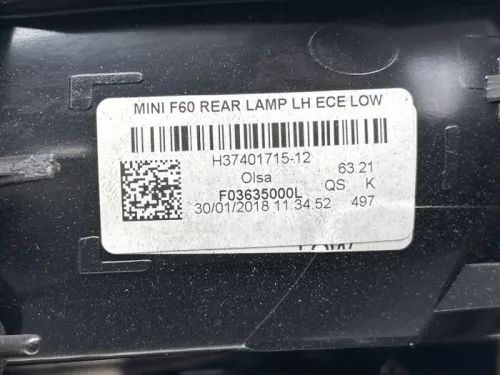 MINI F60 REAR LAMP LH ECE LOW
H37401715-12
Olsa 63.21
F03635000L QS K
30/01/2018 11:34:52 497